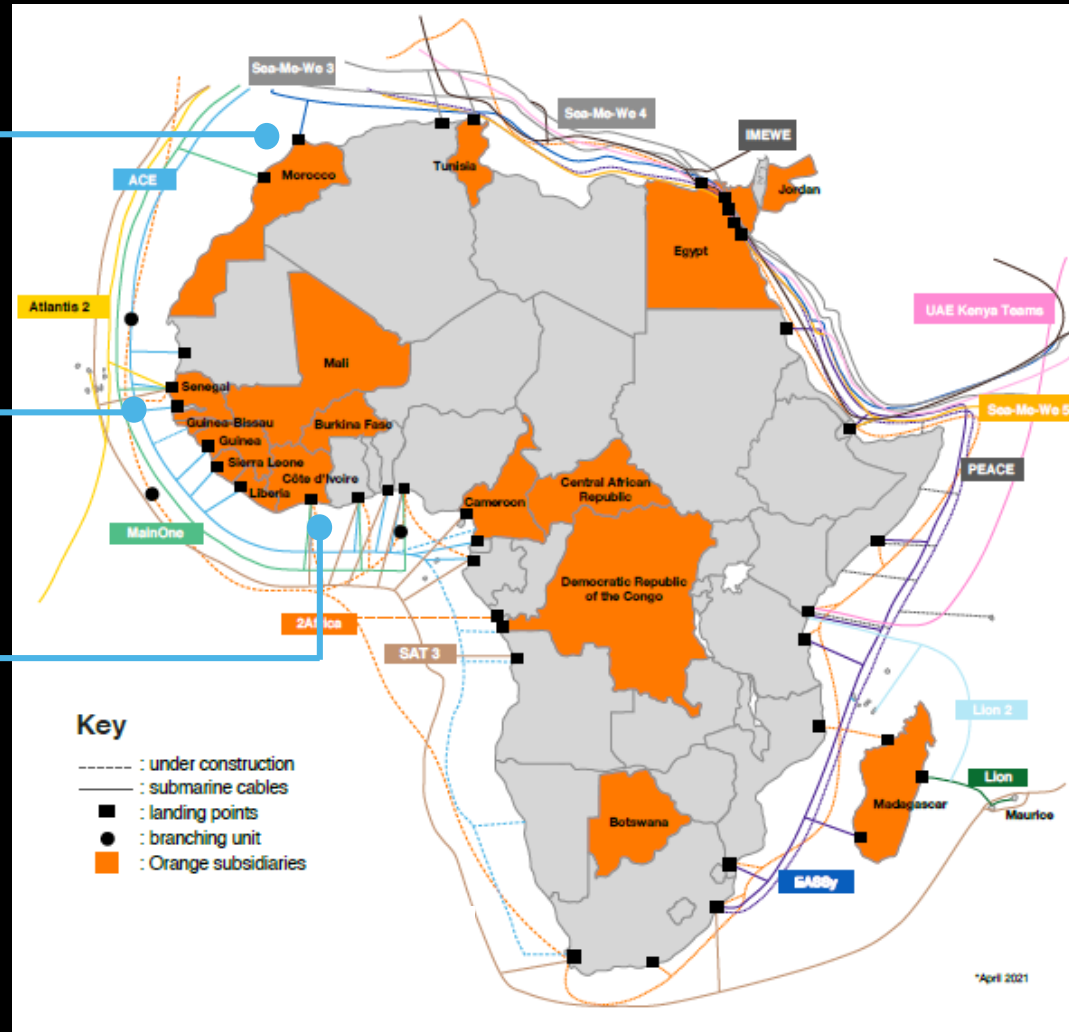 Sea-Me-We 3
Sea-Me-We 4
IMEWE
Tunisia
Morocco
Jordan
ACE
Egypt
Atlantis 2
UAE Kenya Teams
Mali
Senegal
Sea-Me-We 5
Guinea-Bissau
Burkina Faso
Guinea
Sierra Leone
Côte d'Ivoire
PEACE
Liberia
Cameroon
Central African
Republic
MainOne
Democratic Republic
of the Congo
2Africa
SAT 3
Lion 2
Key
---- : under construction
: submarine cables
: landing points
: branching unit
: Orange subsidiaries
Lion
Madagascar
Maurice
Botswana
EASSy
*April 2021